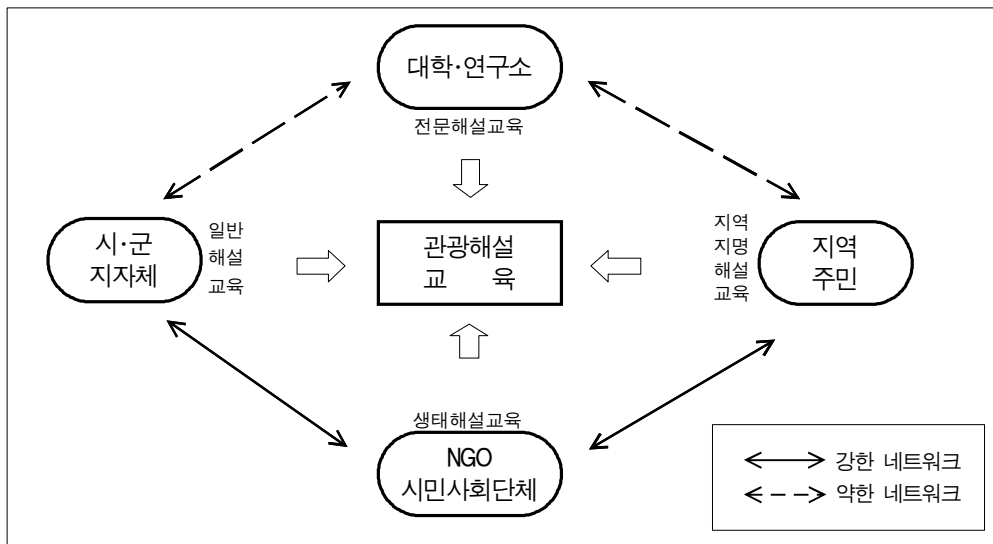 대학·연구소
전문해설교육
시·군
지자체
일반
해설
교육
관광해설
교 육
지역
지명
해설
교육
지역
주민
생태해설교육
NGO
시민사회단체
강한 네트워크
약한 네트워크